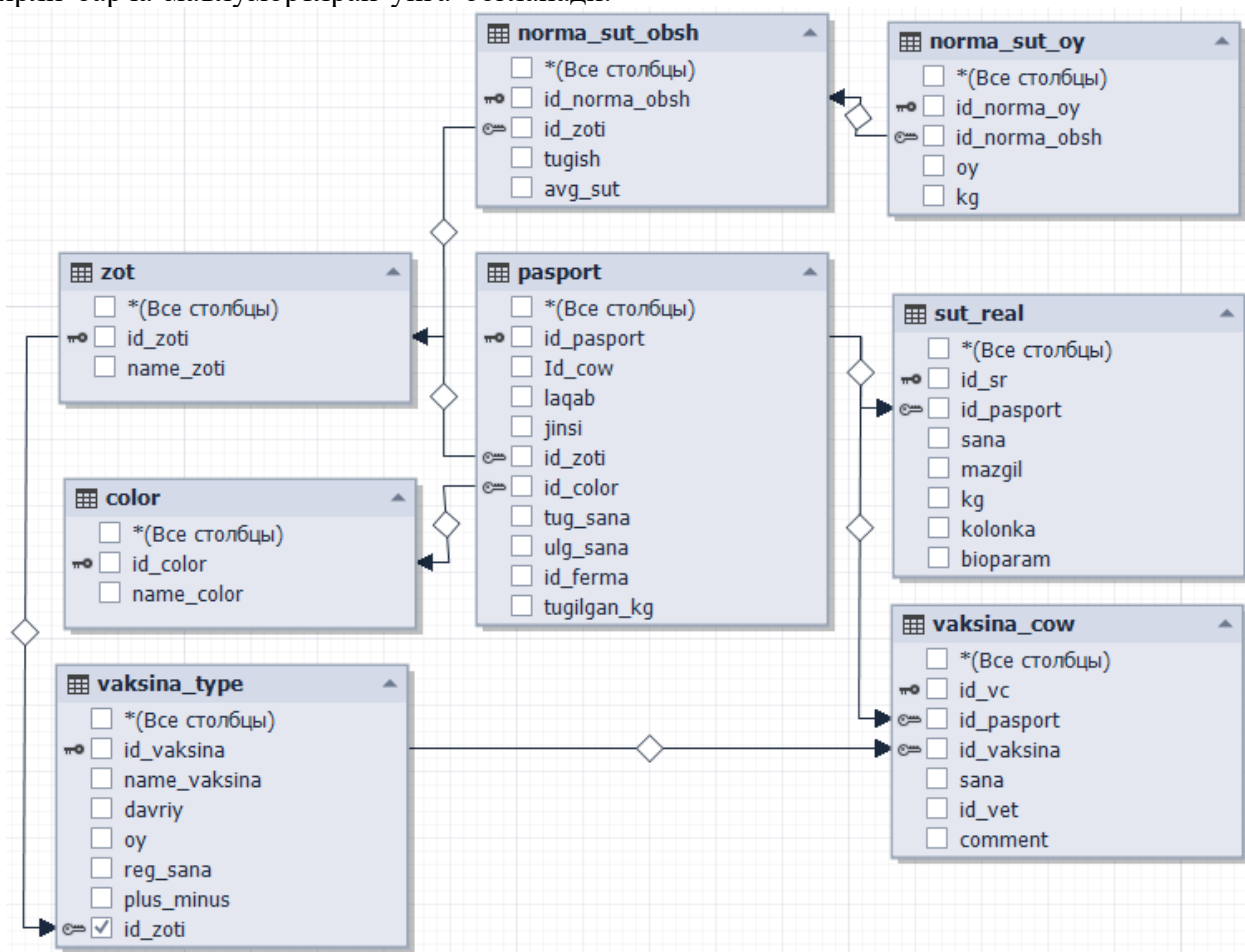 norma_sut_obsh
*(Все столбцы)
id_norma_obsh
id_zoti
tugish
avg_sut
norma_sut_oy
*(Все столбцы)
id_norma_oy
id_norma_obsh
oy
kg
zot
*(Все столбцы)
id_zoti
name_zoti
pasport
*(Все столбцы)
id_pasport
Id_cow
laqab
jinsi
id_zoti
id_color
tug_sana
ulg_sana
id_ferma
tugilgan_kg
sut_real
*(Все столбцы)
id_sr
id_pasport
sana
mazgil
kg
kolonka
bioparam
color
*(Все столбцы)
id_color
name_color
vaksina_type
*(Все столбцы)
id_vaksina
name_vaksina
davriy
oy
reg_sana
plus_minus
id_zoti
vaksina_cow
*(Все столбцы)
id_vc
id_pasport
id_vaksina
sana
id_vet
comment